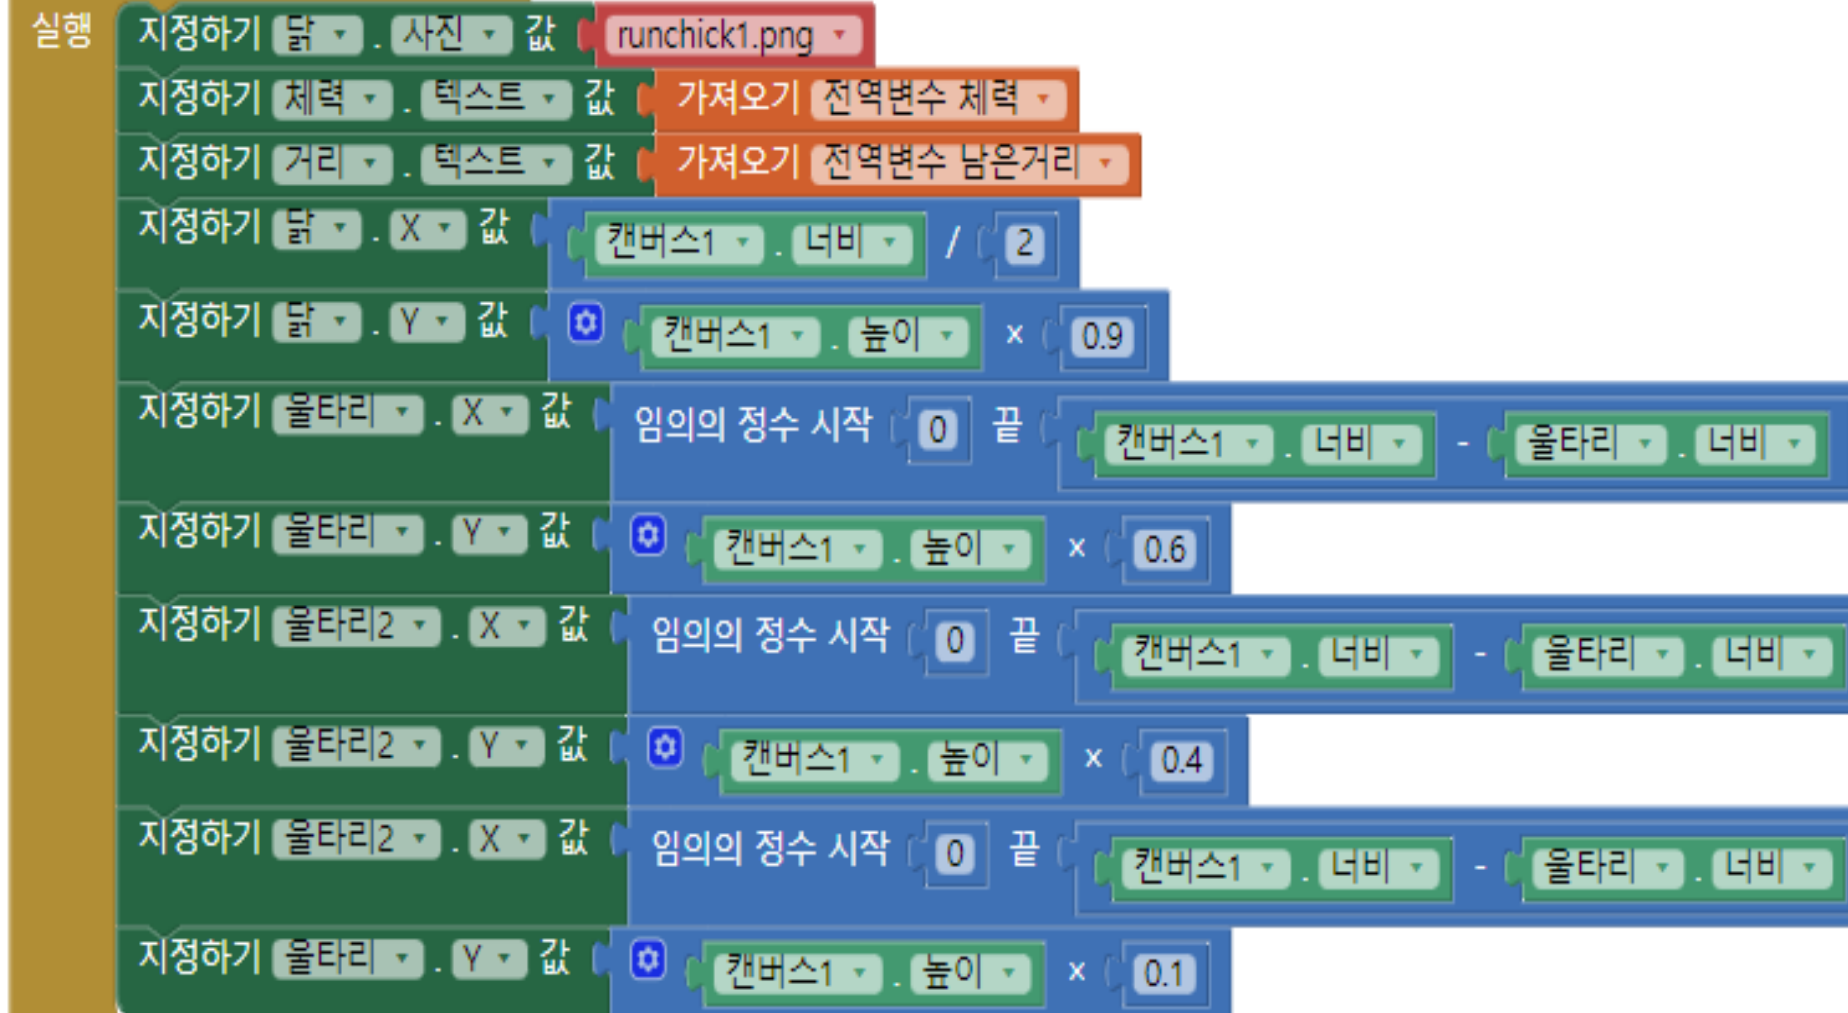 실행 지정하기 닭 . 사진 값 runchick1.png
지정하기 체력 . 텍스트 값 가져오기 전역변수 체력
지정하기 거리 . 텍스트 값 가져오기 전역변수 남은거리
지정하기 닭 . X 값 캔버스1 . 너비 / 2
지정하기 닭 . Y 값 캔버스1 . 높이 x 0.9
지정하기 울타리 . X 값 임의의 정수 시작 0 끝 캔버스1 . 너비 - 울타리 . 너비
지정하기 울타리 . Y 값 캔버스1 . 높이 x 0.6
지정하기 울타리2 . X 값 임의의 정수 시작 0 끝 캔버스1 . 너비 - 울타리 . 너비
지정하기 울타리2 . Y 값 캔버스1 . 높이 x 0.4
지정하기 울타리2 . X 값 임의의 정수 시작 0 끝 캔버스1 . 너비 - 울타리 . 너비
지정하기 울타리 . Y 값 캔버스1 . 높이 x 0.1